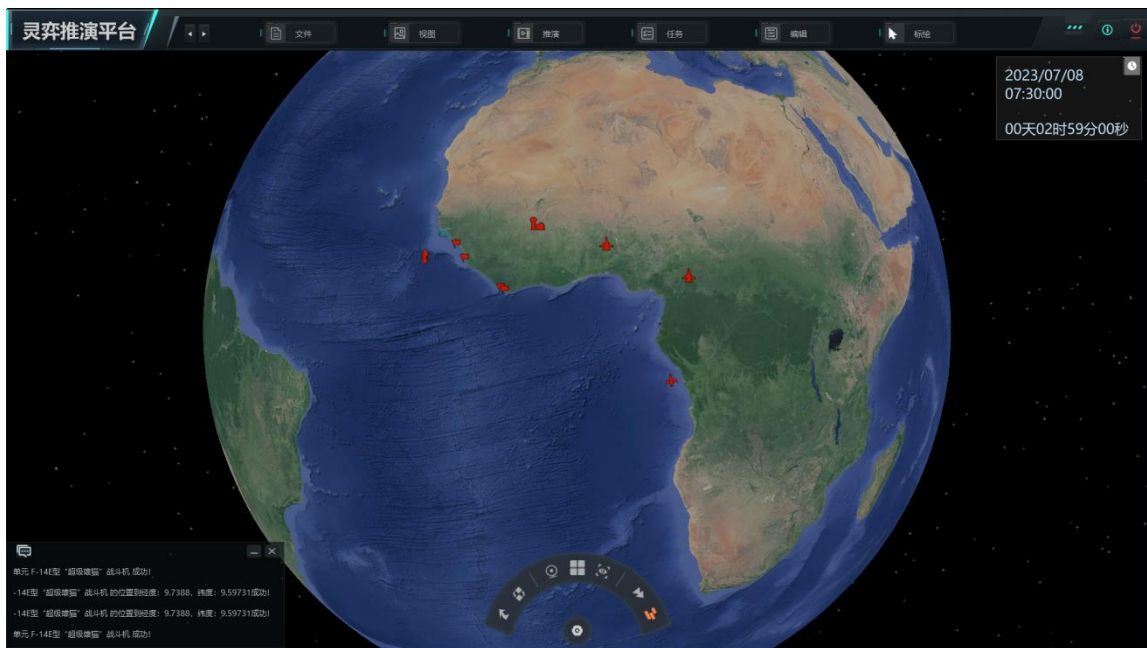 灵弈推演平台
文件
视图
推演
任务
编辑
标绘
2023/07/08
07:30:00
00天02时59分00秒
单元 F-14E型 “超级雄猫” 战斗机 成功!
-14E型 “超级雄猫” 战斗机 的位置到经度: 9.7388, 纬度: 9.59731成功!
-14E型 “超级雄猫” 战斗机 的位置到经度: 9.7388, 纬度: 9.59731成功!
单元 F-14E型 “超级雄猫” 战斗机 成功!